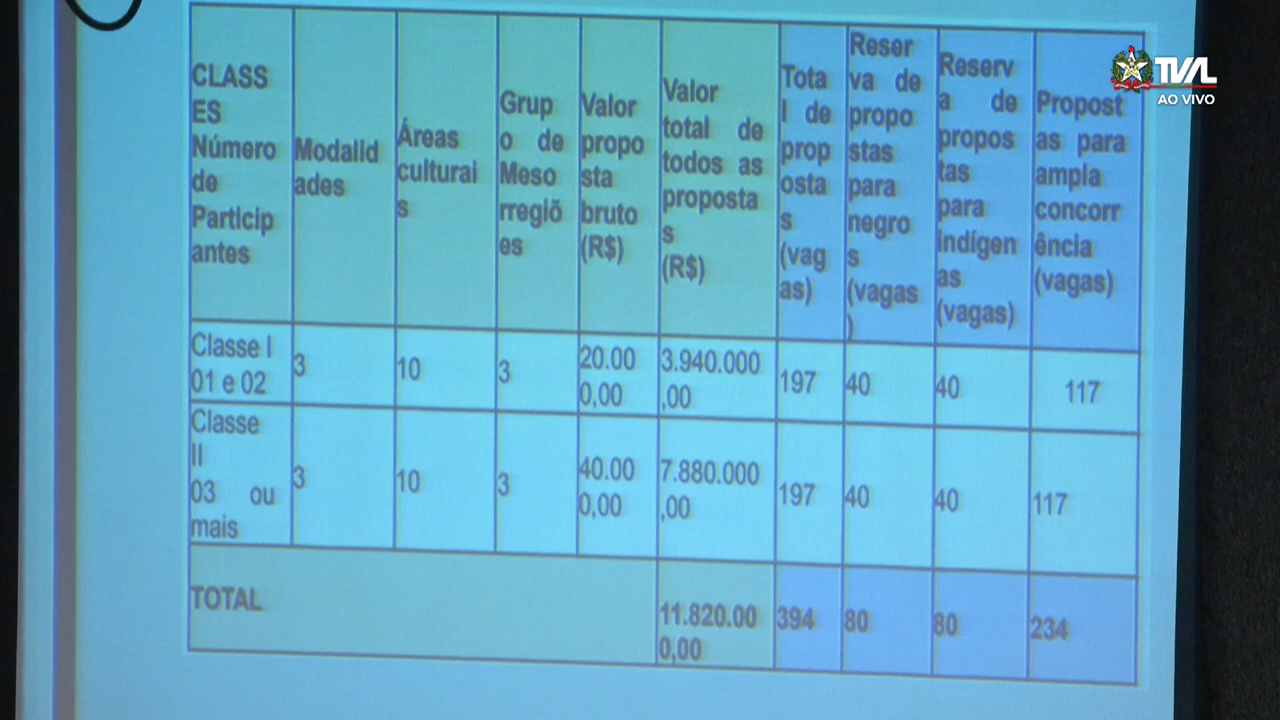 CLASS
ES
Número
de
Particip
antes
Modalid
ades
Áreas
culturai
s
Grup
o de
Meso
rregiõ
es
Valor
propo
sta
bruto
(R$)
Valor
total de
todos as
proposta
s
(R$)
Tota
l de
prop
osta
s
(vag
as)
Reser
va de
propo
stas
para
negro
s
(vagas
)
Reserv
a de
propos
tas
para
indígen
as
(vagas)
Propost
as para
ampla
concorr
ência
(vagas)
Classe I
01 e 02
3
10
3
20.00
0,00
3.940.000
,00
197
40
40
117
Classe
II
03 ou
mais
3
10
3
40.00
0,00
7.880.000
,00
197
40
40
117
TOTAL
11.820.00
0,00
394
80
80
234
TVAL
AO VIVO